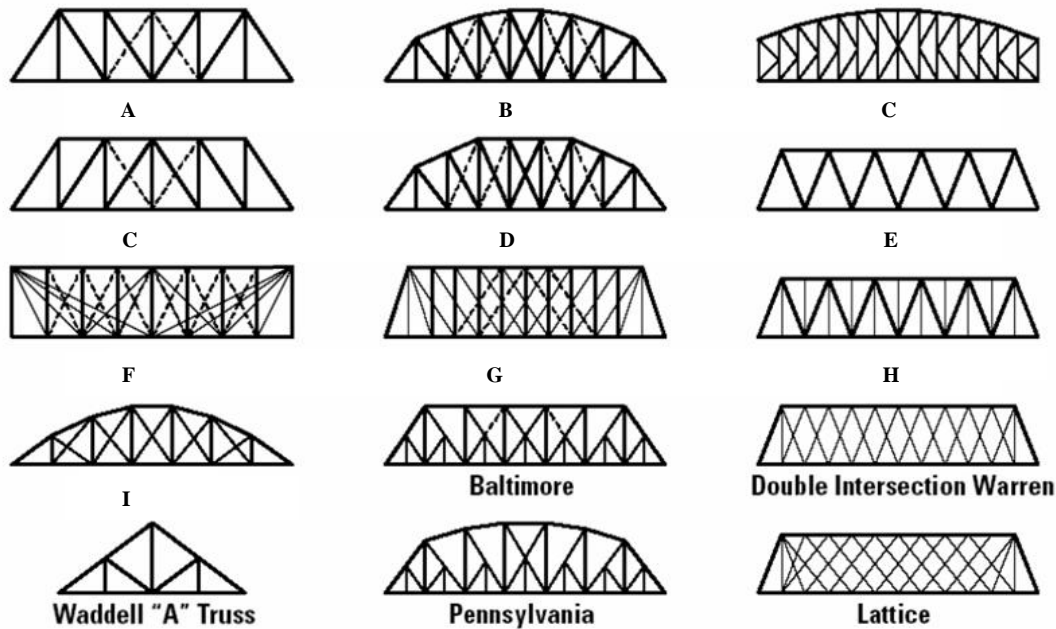 A
B
C
C
D
E
F
G
H
I
Baltimore
Double Intersection Warren
Waddell “A” Truss
Pennsylvania
Lattice